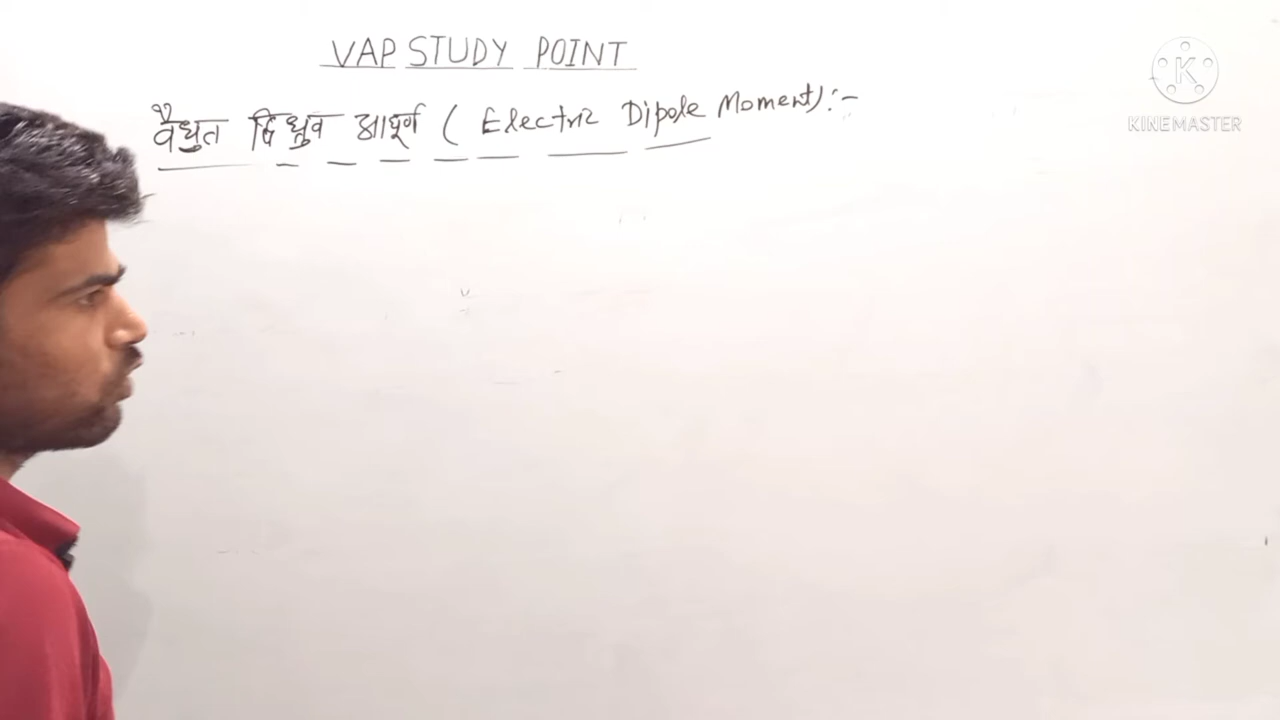 VAP STUDY POINT
वैधुत द्विध्रुव आघूर्ण ( Electric Dipole Moment) :-
K
KINEMASTER